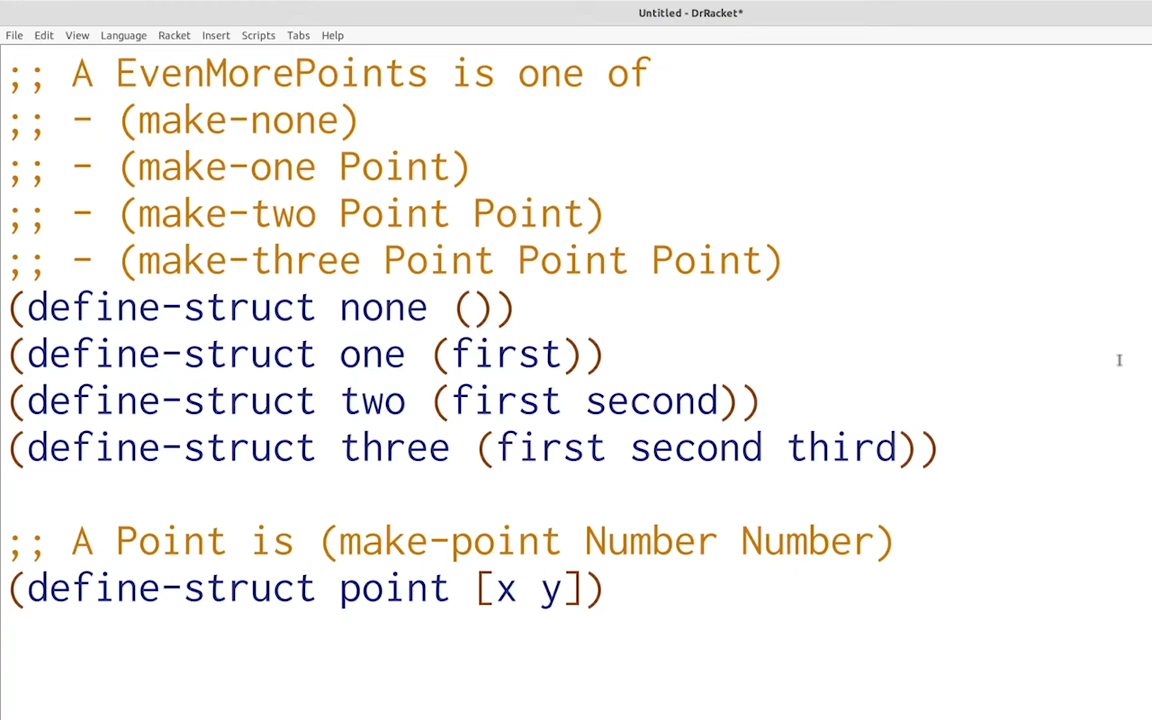 Untitled - DrRacket*
File Edit View Language Racket Insert Scripts Tabs Help
;; A EvenMorePoints is one of
;; - (make-none)
;; - (make-one Point)
;; - (make-two Point Point)
;; - (make-three Point Point Point)
(define-struct none ())
(define-struct one (first))
(define-struct two (first second))
(define-struct three (first second third))
;; A Point is (make-point Number Number)
(define-struct point [x y])